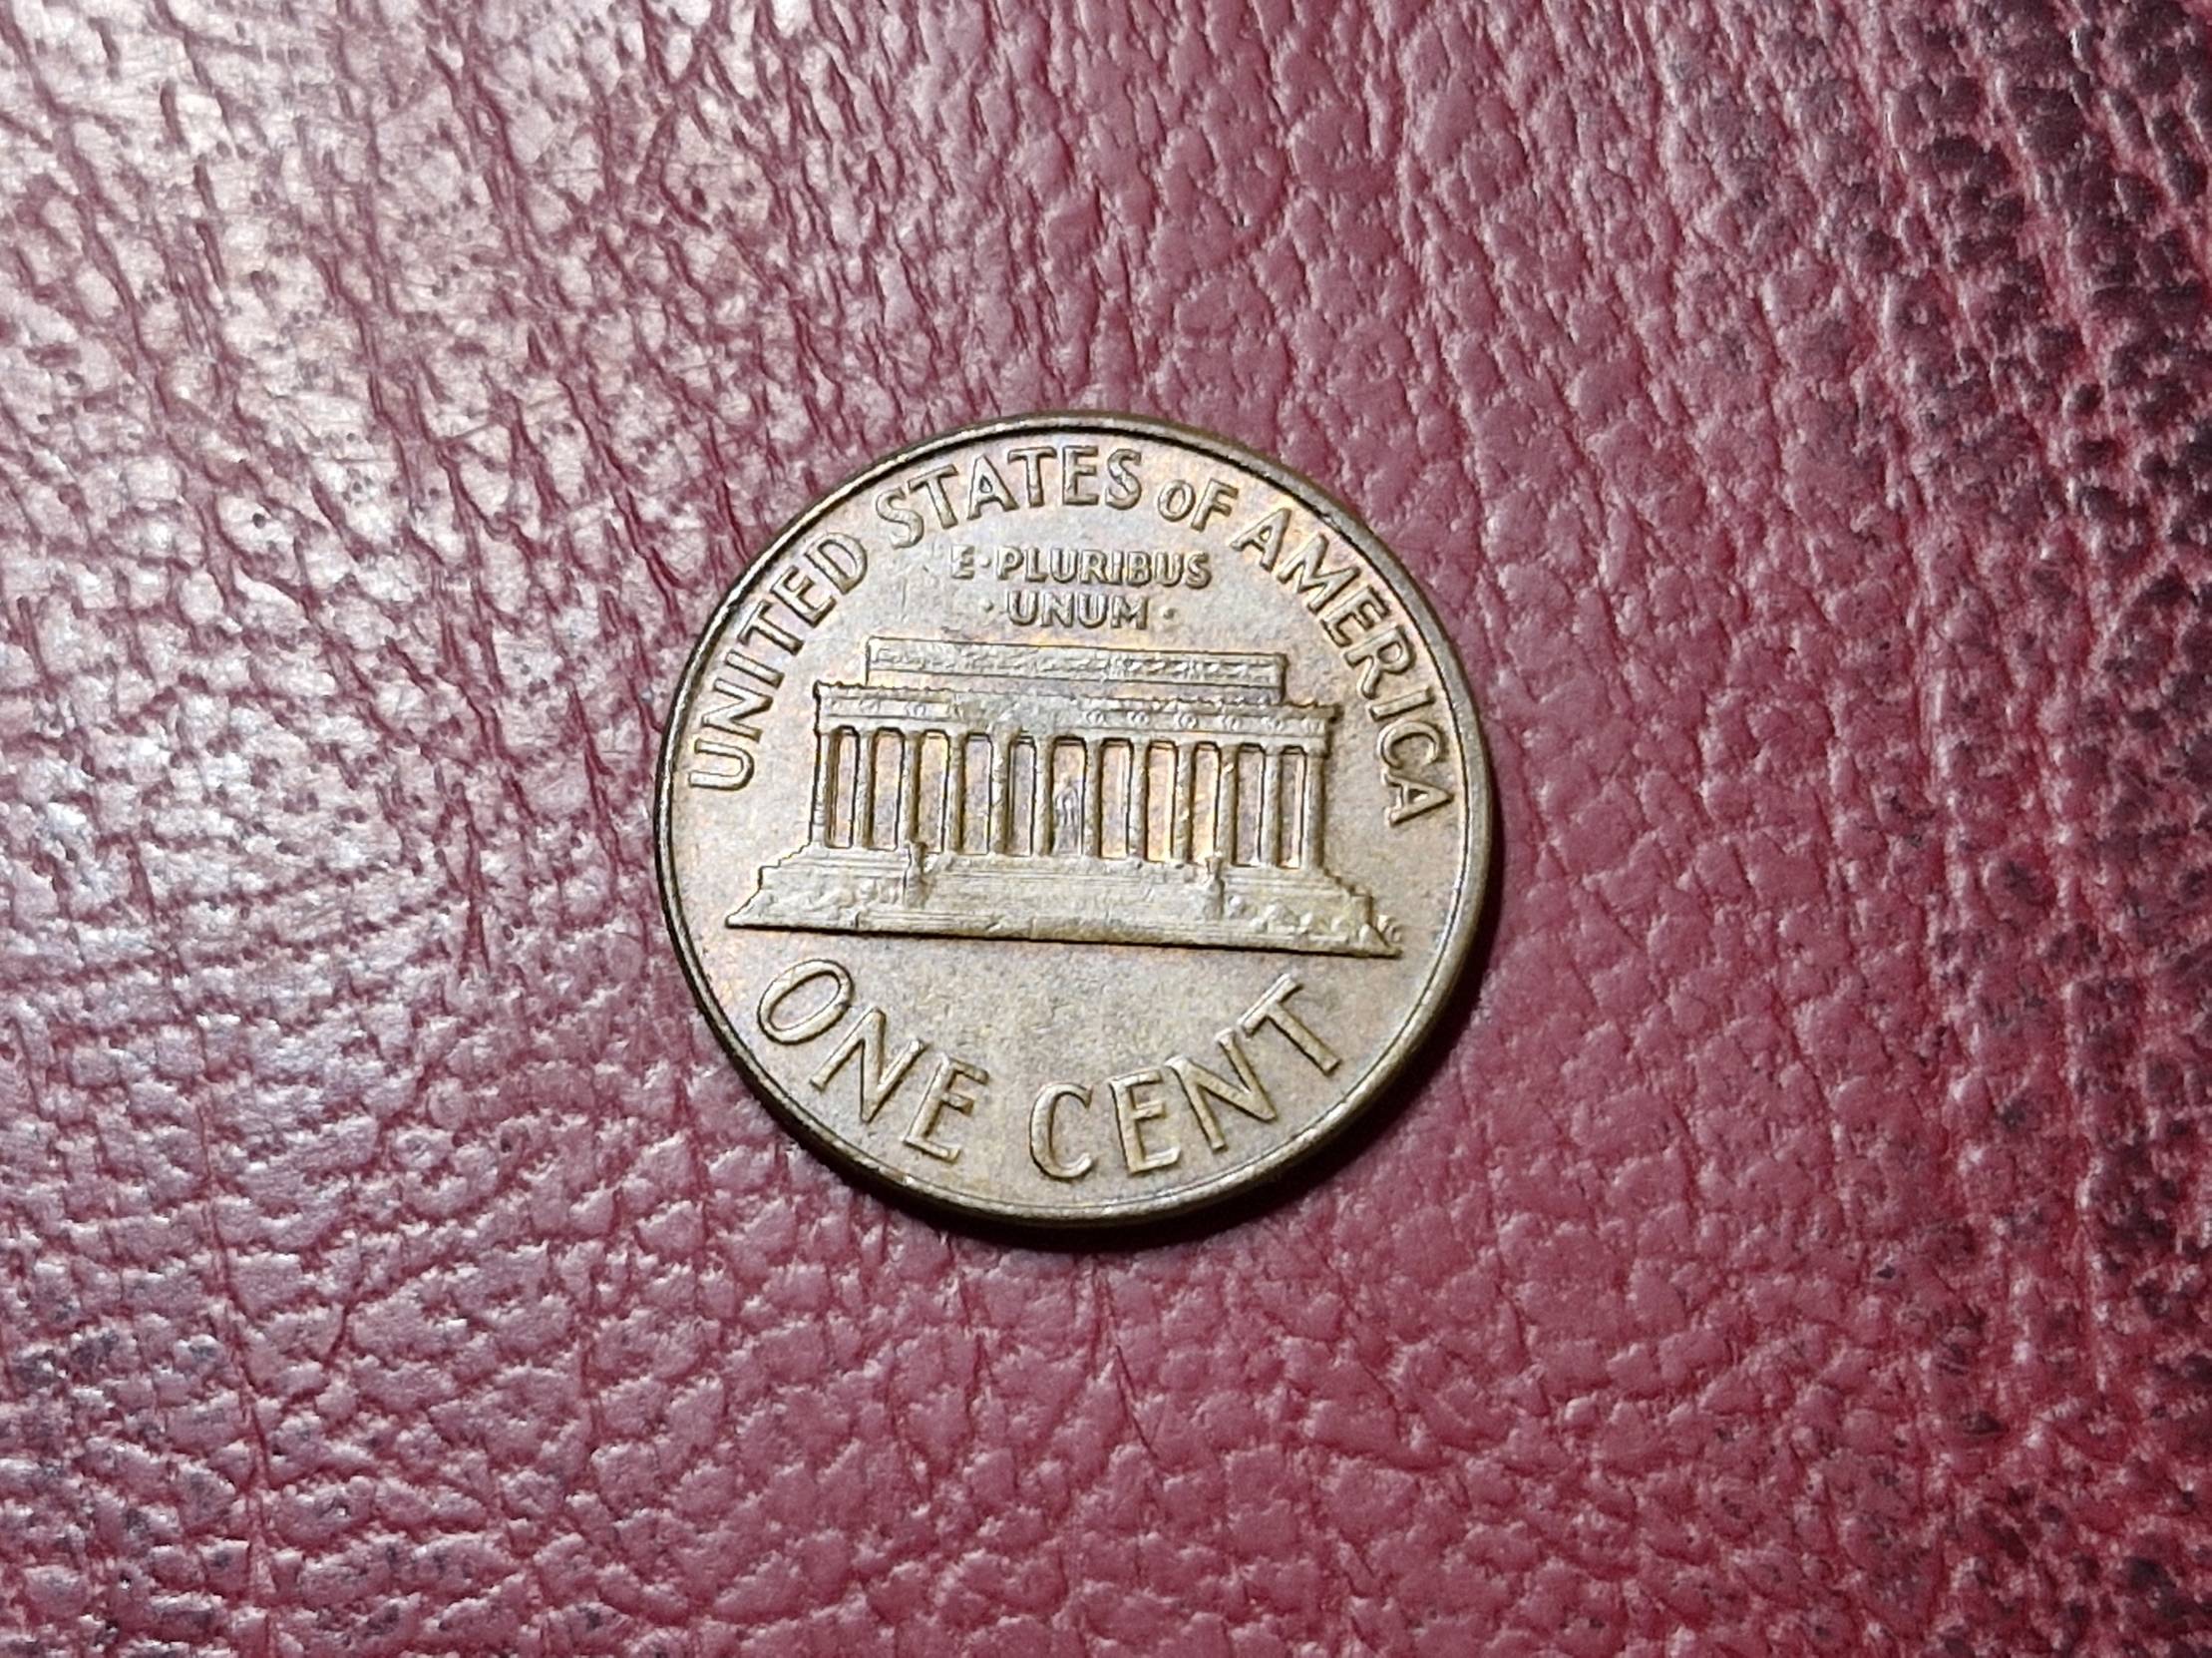 UNITED STATES OF AMERICA
E·PLURIBUS
·UNUM·
ONE CENT